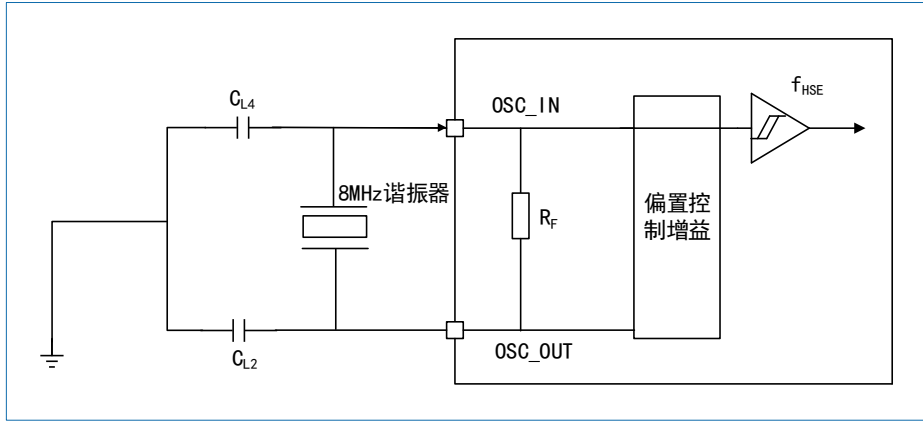 f_HSE
C_L4
OSC_IN
8MHz谐振器
R_F
偏置控
制增益
C_L2
OSC_OUT